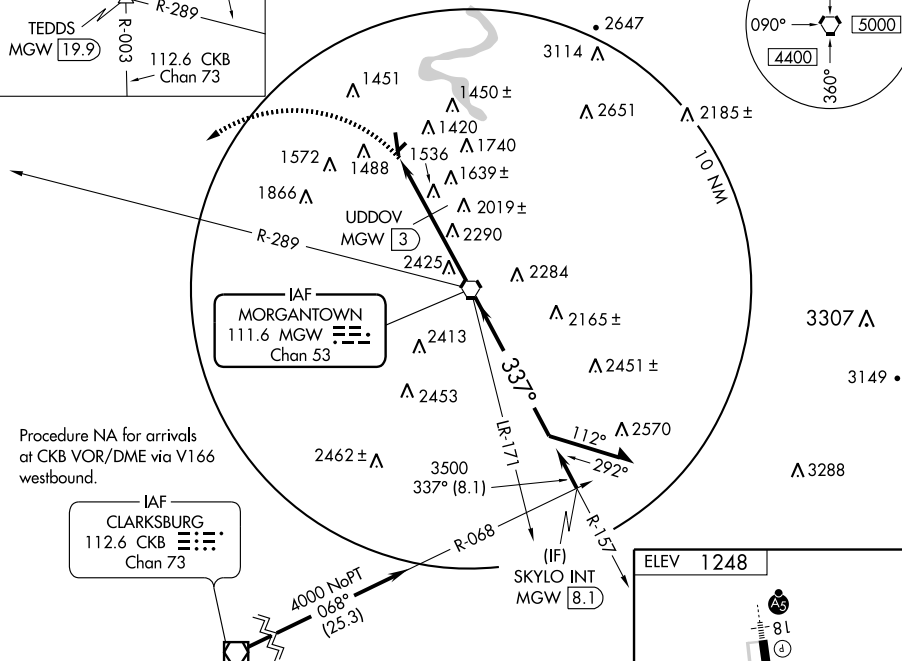 R-289
TEDDS
MGW 19.9
R-003
112.6 CKB
Chan 73
090°
5000
4400
360°
2647
3114
1451
1450 ±
2651
2185 ±
1420
1740
10 NM
1572
1488
1536
1639 ±
1866
2019 ±
UDDOV
MGW 3
2290
R-289
2425
2284
IAF
MORGANTOWN
111.6 MGW
Chan 53
2165 ±
3307
2413
337°
2451 ±
3149
2453
LR-171
2570
112°
292°
Procedure NA for arrivals
at CKB VOR/DME via V166
westbound.
2462 ±
3500
337° (8.1)
3288
IAF
CLARKSBURG
112.6 CKB
Chan 73
R-068
R-157
(IF)
SKYLO INT
MGW 8.1
4000 NoPT
068°
(25.3)
ELEV 1248
A5
18
P